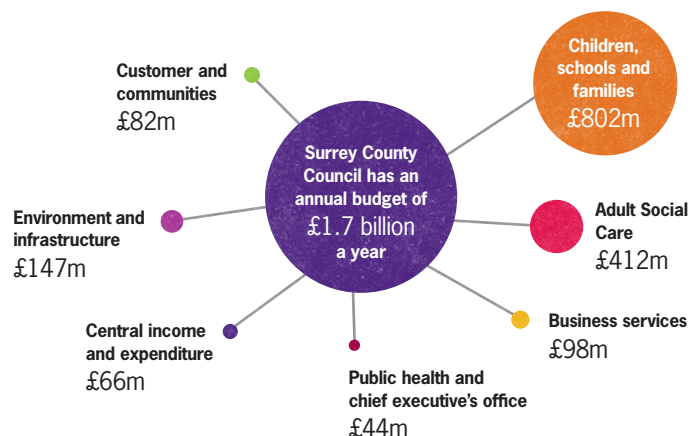 Surrey County
Council has an
annual budget of
£1.7 billion
a year
Children,
schools and
families
£802m
Adult Social
Care
£412m
Business services
£98m
Public health and
chief executive's office
£44m
Central income
and expenditure
£66m
Environment and
infrastructure
£147m
Customer and
communities
£82m